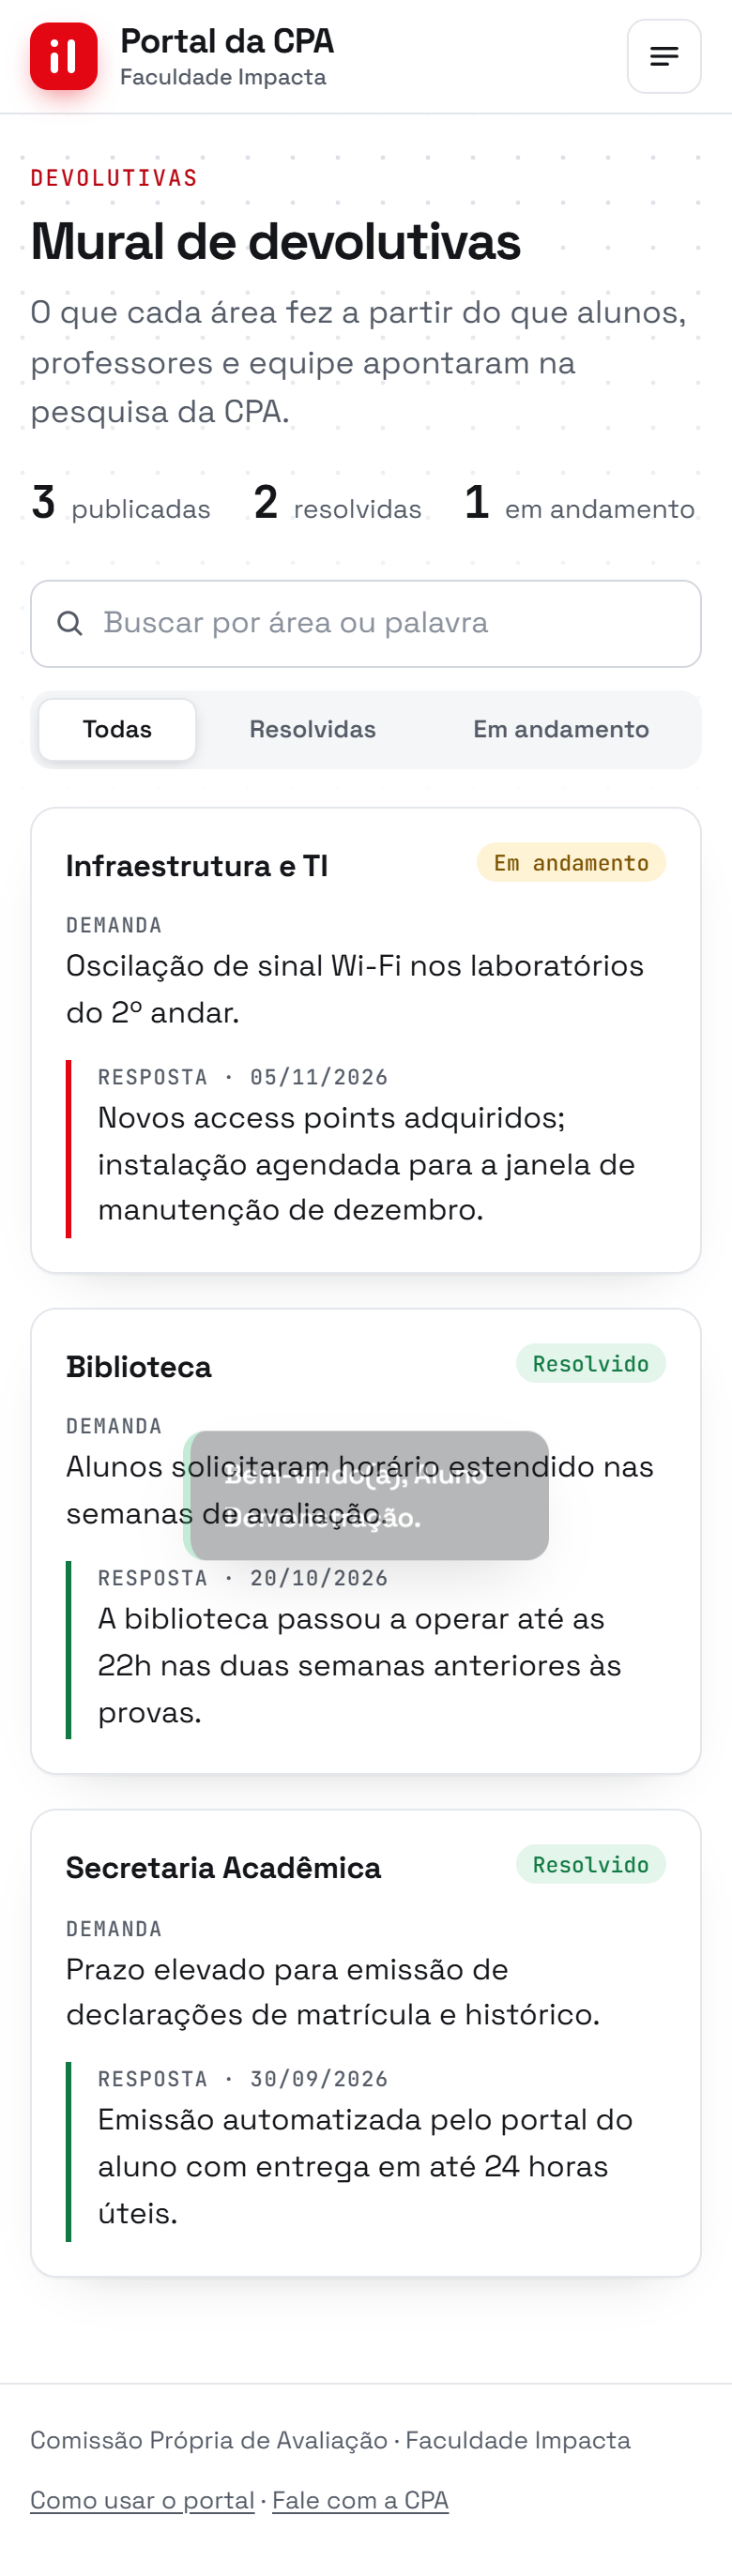 il
Portal da CPA
Faculdade Impacta
DEVOLUTIVAS
Mural de devolutivas
O que cada área fez a partir do que alunos,
professores e equipe apontaram na
pesquisa da CPA.
3 publicadas 2 resolvidas 1 em andamento
Buscar por área ou palavra
Todas Resolvidas Em andamento
Infraestrutura e TI Em andamento
DEMANDA
Oscilação de sinal Wi-Fi nos laboratórios
do 2º andar.
RESPOSTA · 05/11/2026
Novos access points adquiridos;
instalação agendada para a janela de
manutenção de dezembro.
Biblioteca Resolvido
DEMANDA
Alunos solicitaram horário estendido nas
semanas de avaliação.
Bem-vindo(a), Aluno
Demonstração.
RESPOSTA · 20/10/2026
A biblioteca passou a operar até as
22h nas duas semanas anteriores às
provas.
Secretaria Acadêmica Resolvido
DEMANDA
Prazo elevado para emissão de
declarações de matrícula e histórico.
RESPOSTA · 30/09/2026
Emissão automatizada pelo portal do
aluno com entrega em até 24 horas
úteis.
Comissão Própria de Avaliação · Faculdade Impacta
Como usar o portal · Fale com a CPA